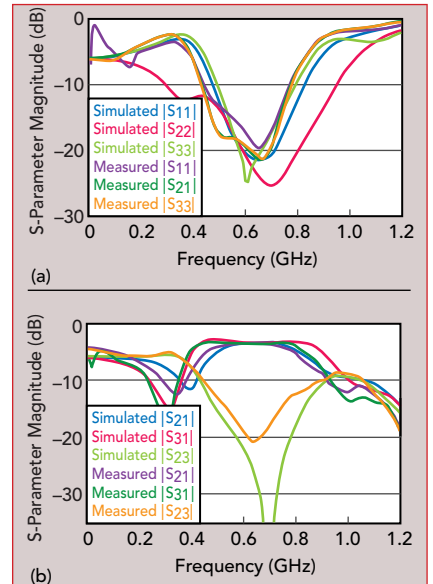 S-Parameter Magnitude (dB)
0
−10
−20
−30
Simulated |S11|
Simulated |S22|
Simulated |S33|
Measured |S11|
Measured |S21|
Measured |S33|
0 0.2 0.4 0.6 0.8 1.0 1.2
Frequency (GHz)
(a)
S-Parameter Magnitude (dB)
0
−10
−20
−30
Simulated |S21|
Simulated |S31|
Simulated |S23|
Measured |S21|
Measured |S31|
Measured |S23|
0 0.2 0.4 0.6 0.8 1.0 1.2
Frequency (GHz)
(b)